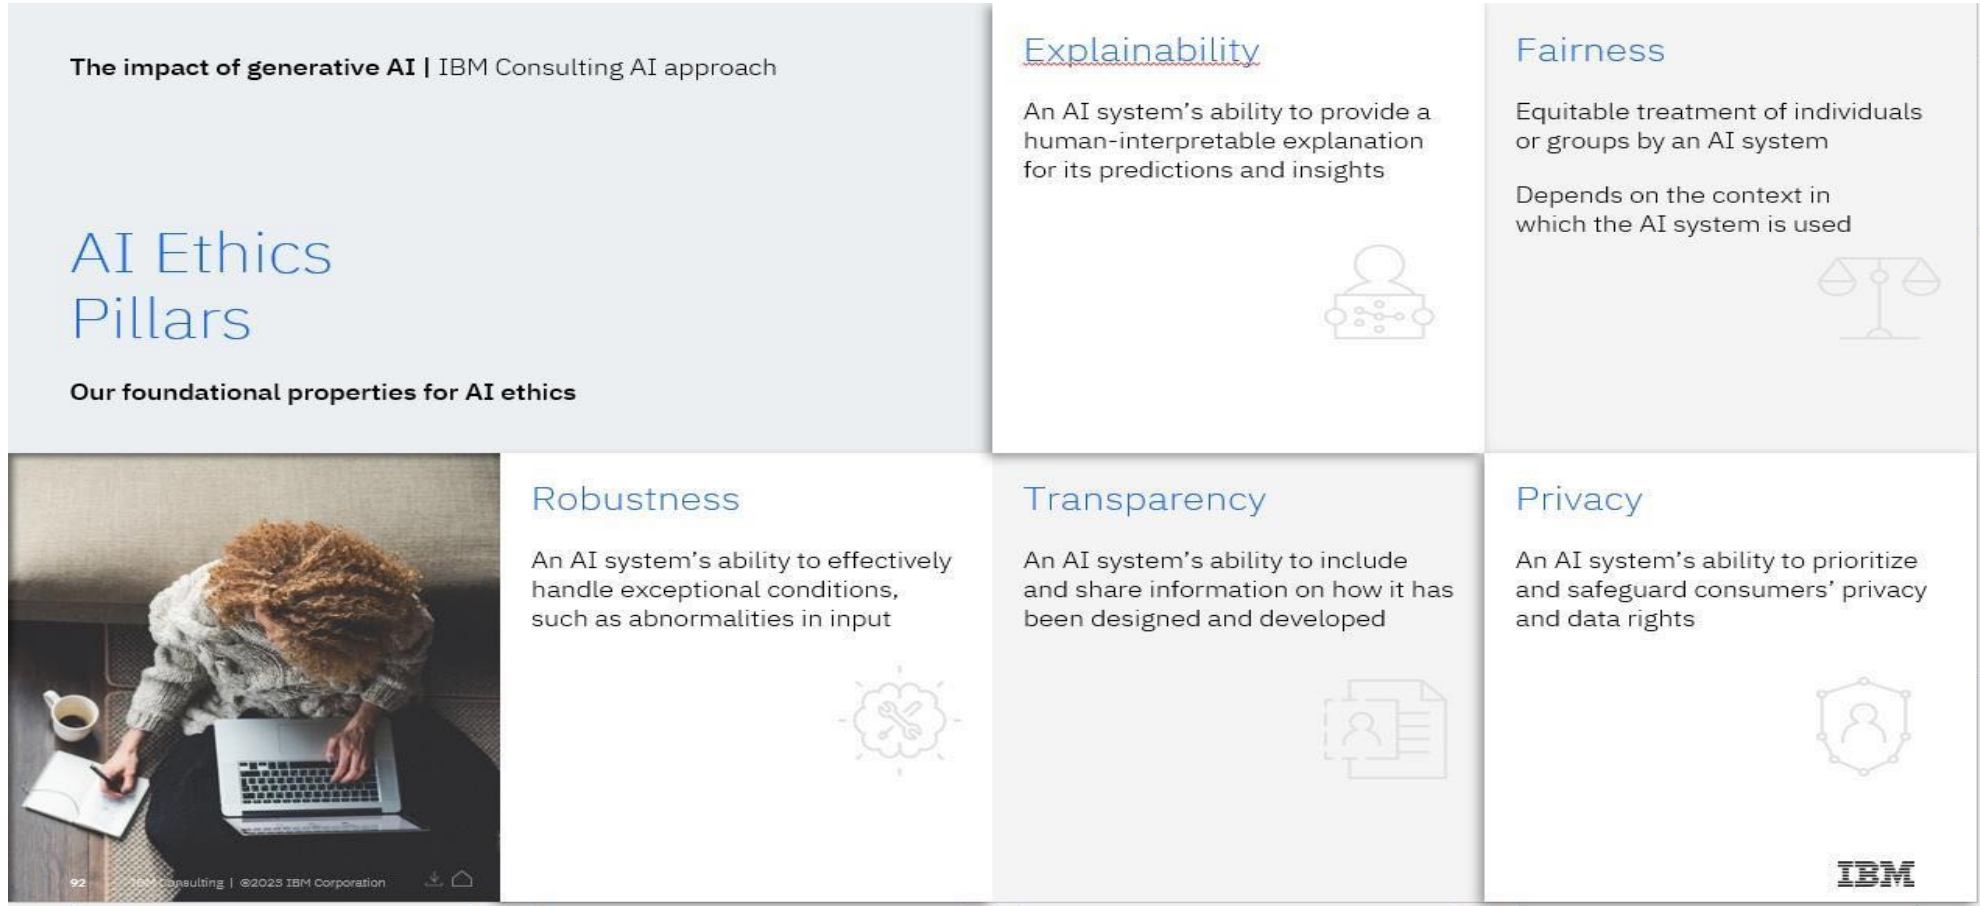 The impact of generative AI | IBM Consulting AI approach
AI Ethics
Pillars
Our foundational properties for AI ethics
Explainability
An AI system's ability to provide a
human-interpretable explanation
for its predictions and insights
Fairness
Equitable treatment of individuals
or groups by an AI system
Depends on the context in
which the AI system is used
Robustness
An AI system's ability to effectively
handle exceptional conditions,
such as abnormalities in input
Transparency
An AI system's ability to include
and share information on how it has
been designed and developed
Privacy
An AI system's ability to prioritize
and safeguard consumers' privacy
and data rights
92 IBM Consulting | ©2023 IBM Corporation
IBM